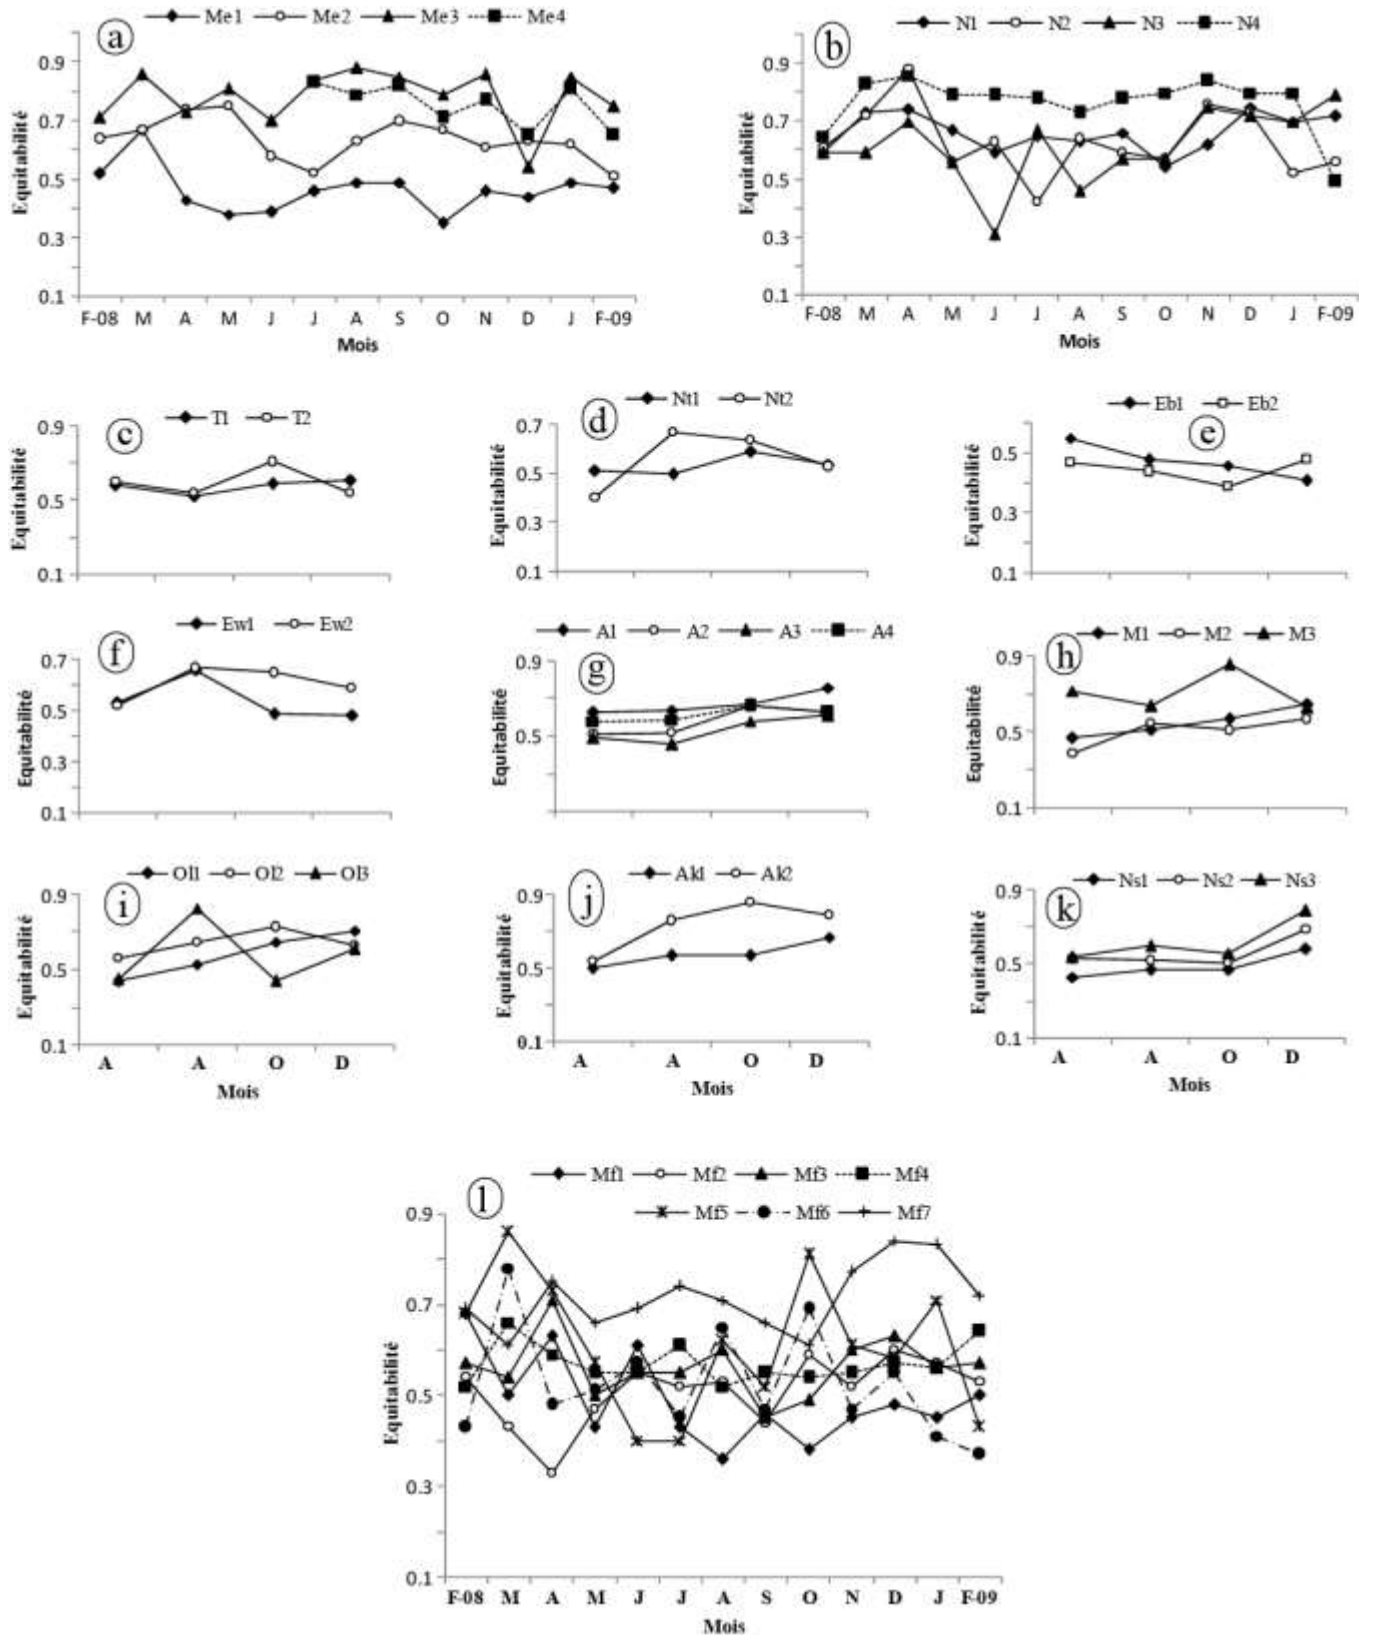 Me1 Me2 Me3 Me4
a
Equitabilité
0.9
0.7
0.5
0.3
0.1
F-08 M A M J J A S O N D J F-09
Mois
N1 N2 N3 N4
b
Equitabilité
0.9
0.7
0.5
0.3
0.1
F-08 M A M J J A S O N D J F-09
Mois
T1 T2
c
Equitabilité
0.9
0.5
0.1
Nt1 Nt2
d
Equitabilité
0.7
0.5
0.3
0.1
Eb1 Eb2
e
Equitabilité
0.5
0.3
0.1
Ew1 Ew2
f
Equitabilité
0.7
0.5
0.3
0.1
A1 A2 A3 A4
g
Equitabilité
0.9
0.5
M1 M2 M3
h
Equitabilité
0.9
0.5
0.1
Ol1 Ol2 Ol3
i
Equitabilité
0.9
0.5
0.1
A A O D
Mois
Ak1 Ak2
j
Equitabilité
0.9
0.5
0.1
A A O D
Mois
Ns1 Ns2 Ns3
k
Equitabilité
0.9
0.5
0.1
A A O D
Mois
Mf1 Mf2 Mf3 Mf4
Mf5 Mf6 Mf7
l
Equitabilité
0.9
0.7
0.5
0.3
0.1
F-08 M A M J J A S O N D J F-09
Mois